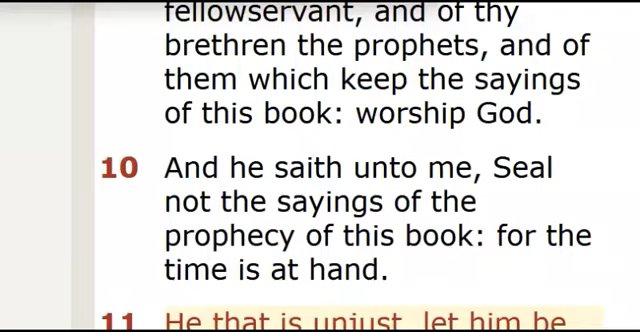 fellowservant, and of thy
brethren the prophets, and of
them which keep the sayings
of this book: worship God.
10 And he saith unto me, Seal
not the sayings of the
prophecy of this book: for the
time is at hand.
11 He that is unjust, let him be